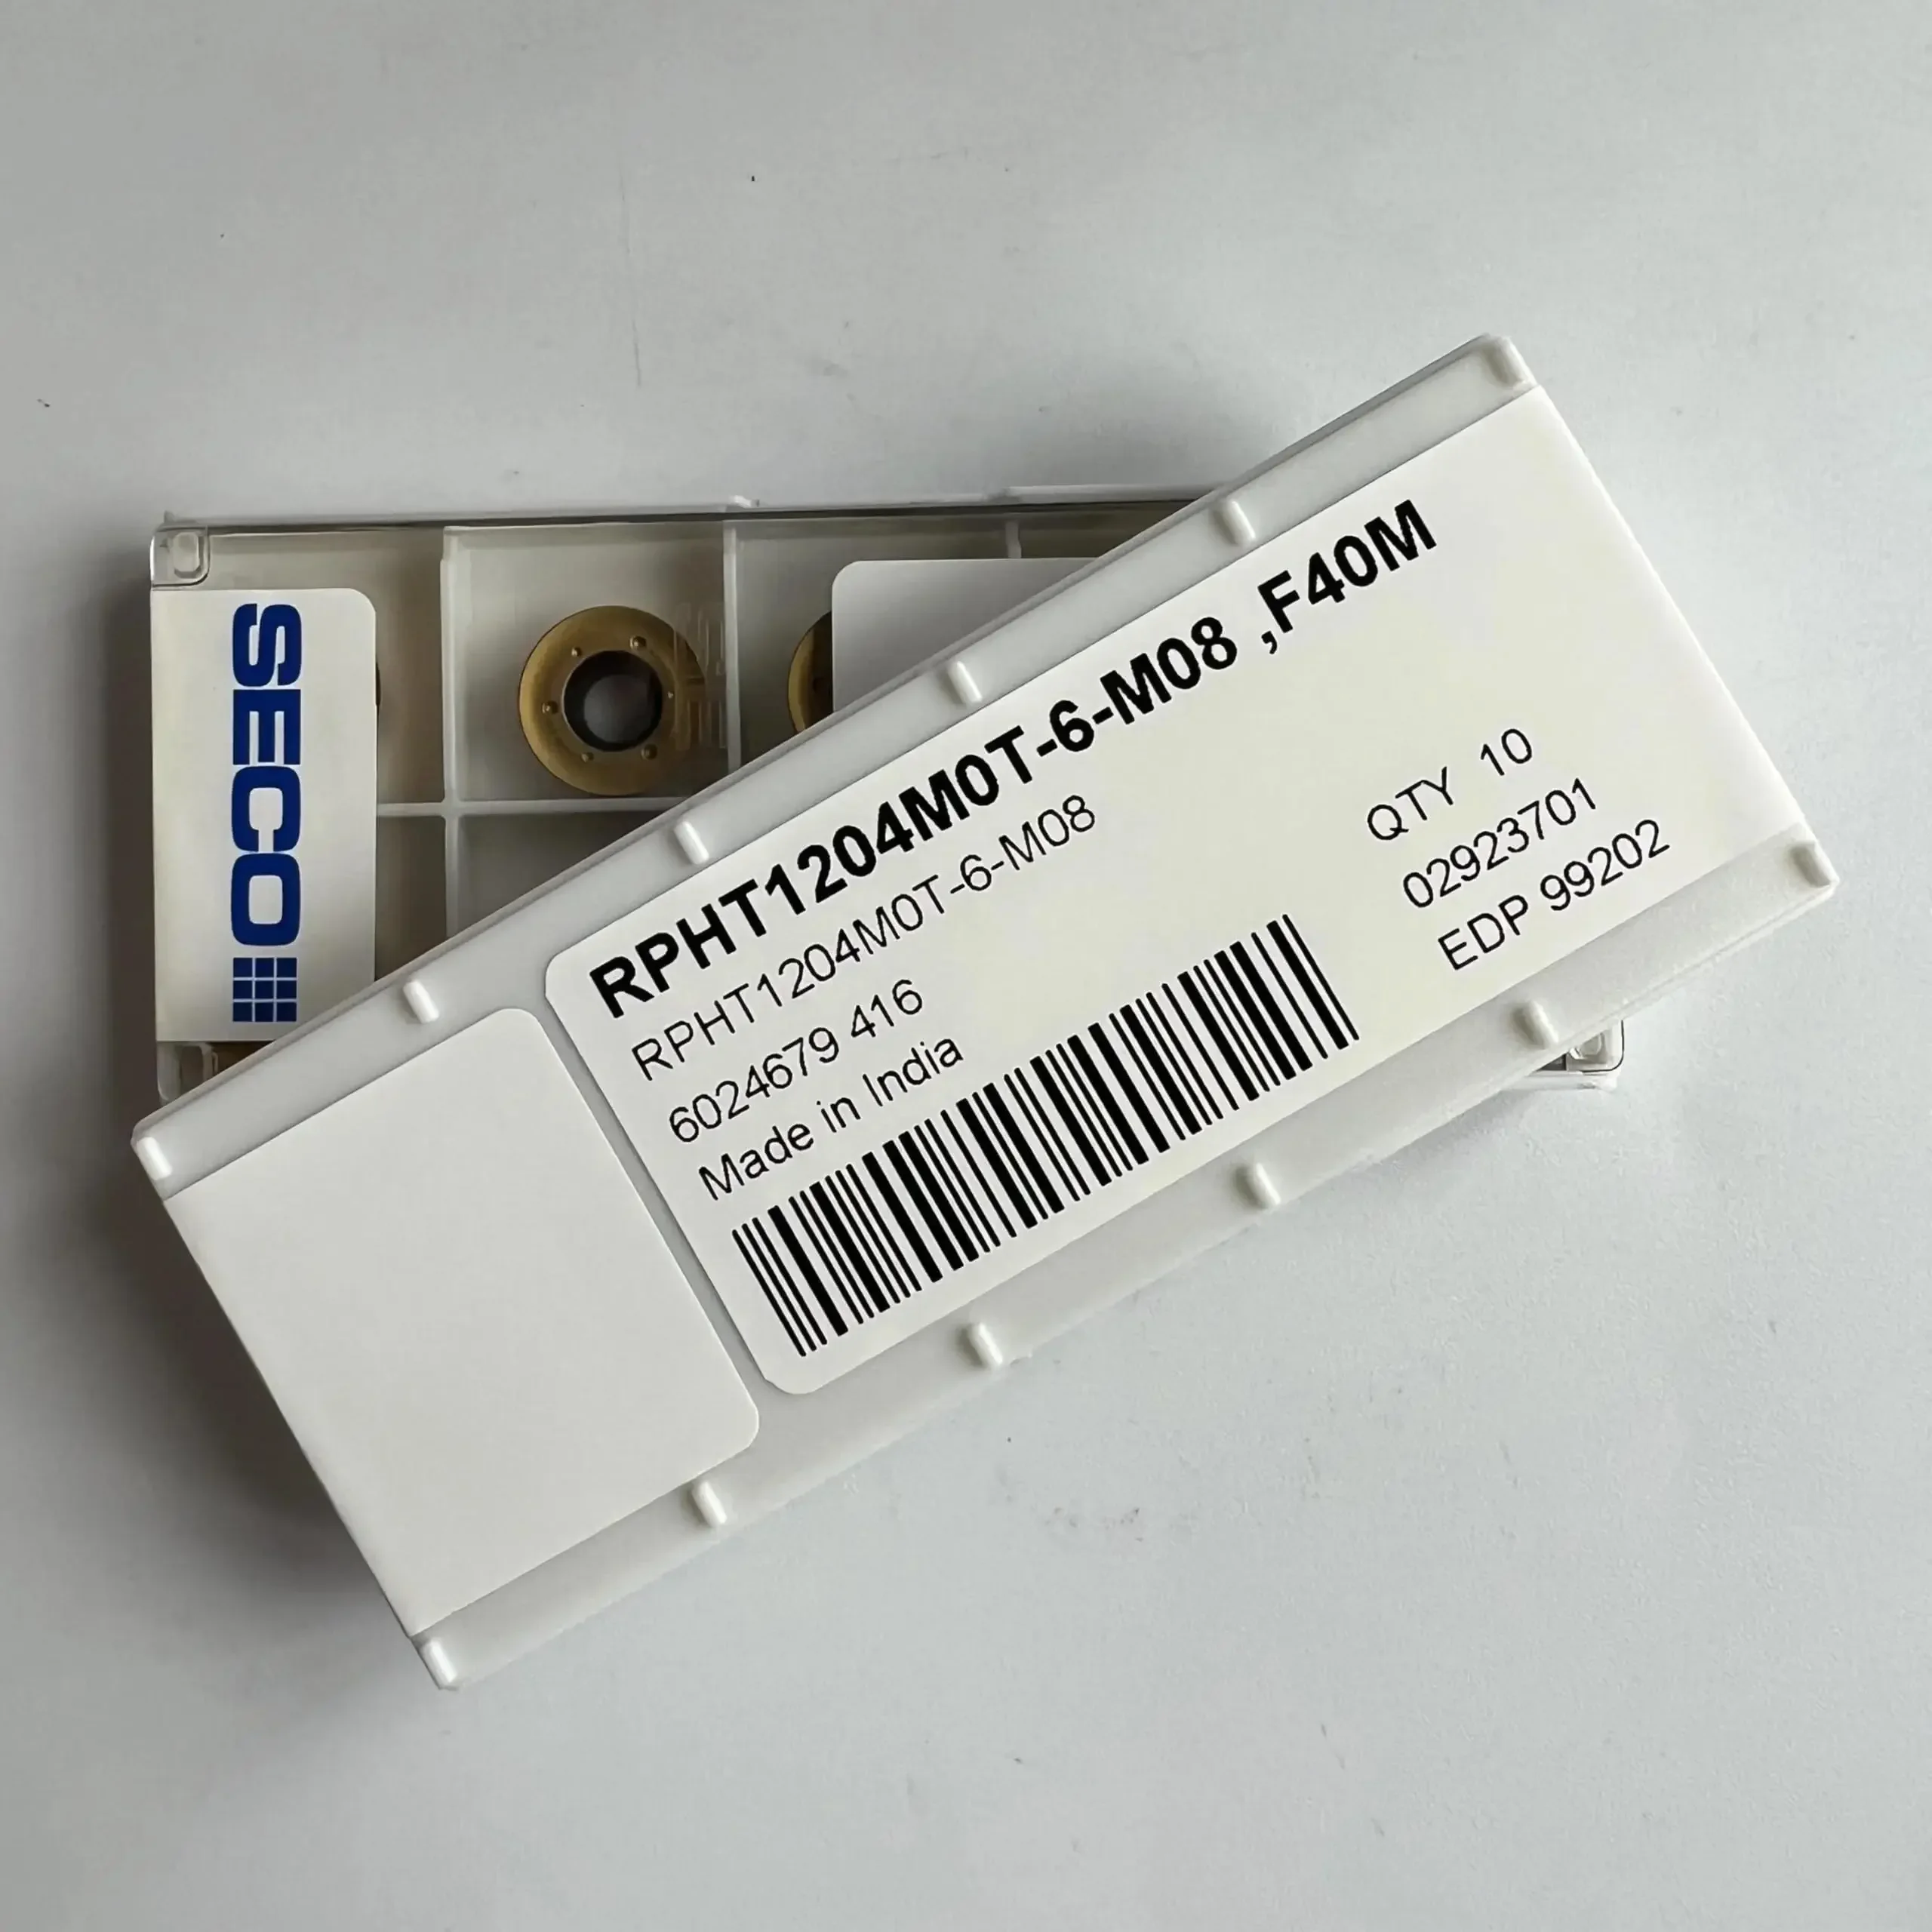 SECO
RPHT1204M0T-6-M08 ,F40M
RPHT1204M0T-6-M08
6024679 416
Made in India
QTY 10
02923701
EDP 99202